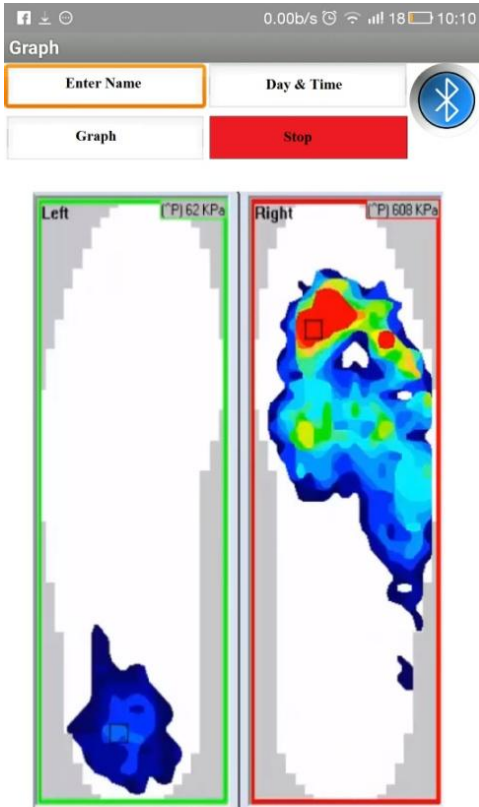 0.00b/s 18 10:10
Graph
Enter Name Day & Time
Graph Stop
Left (^P) 62 KPa Right (^P) 608 KPa